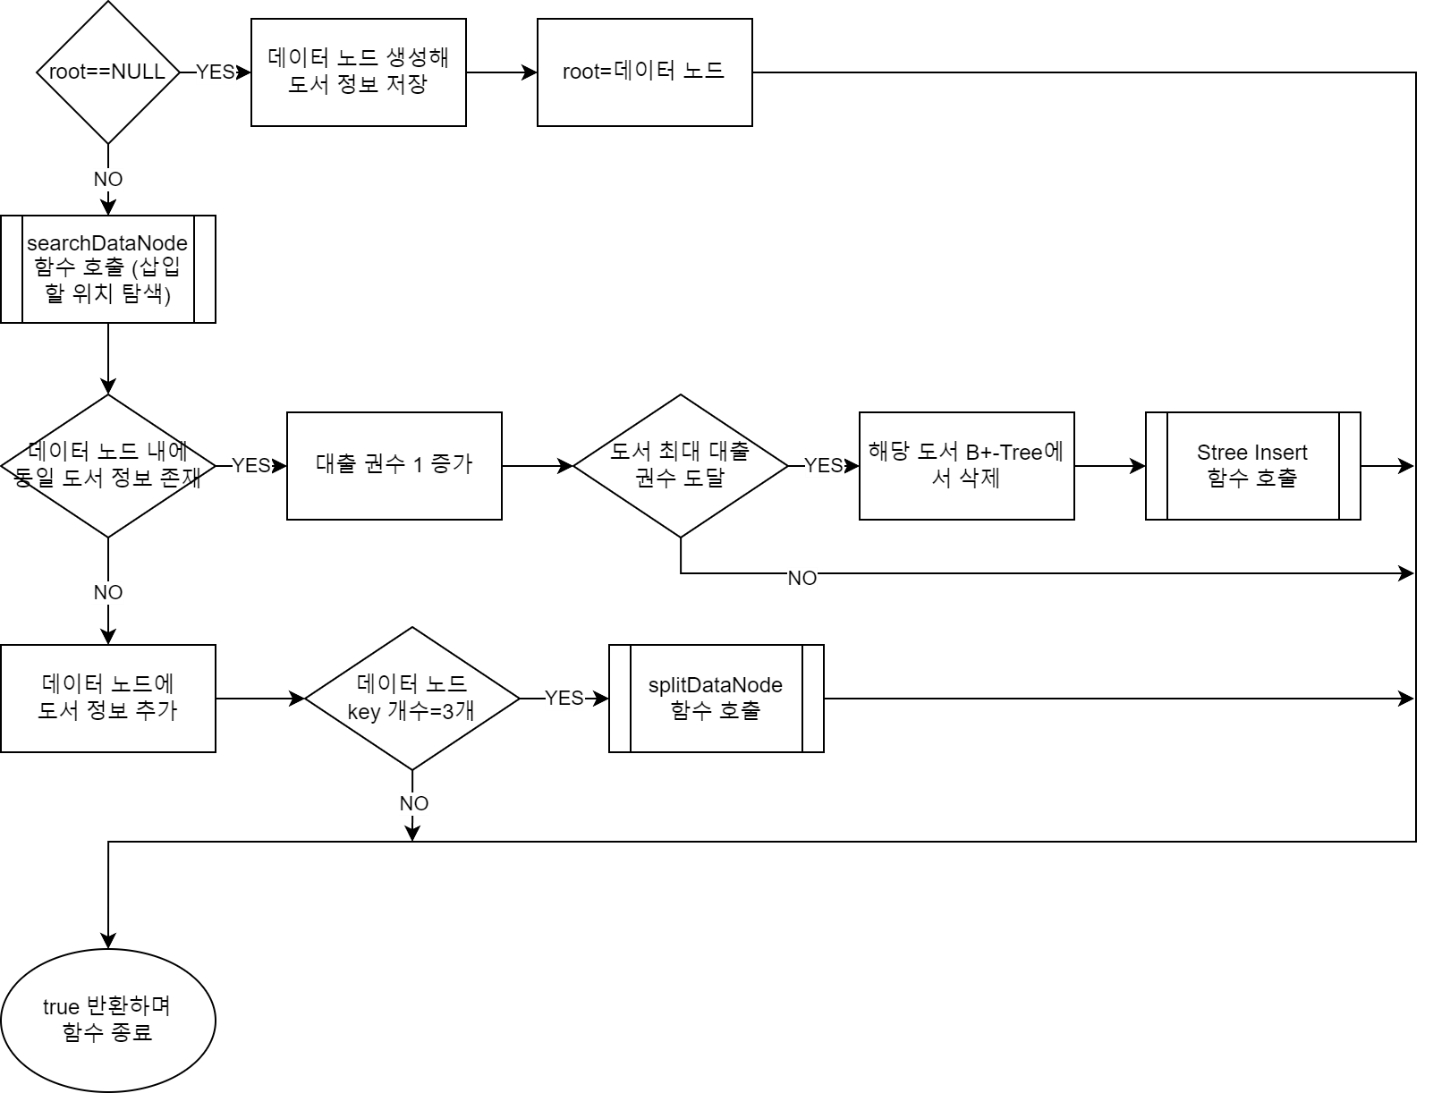 root==NULL
YES
데이터 노드 생성해
도서 정보 저장
root=데이터 노드
NO
searchDataNode
함수 호출 (삽입
할 위치 탐색)
데이터 노드 내에
동일 도서 정보 존재
YES
대출 권수 1 증가
도서 최대 대출
권수 도달
YES
해당 도서 B+-Tree에
서 삭제
Stree Insert
함수 호출
NO
NO
데이터 노드에
도서 정보 추가
데이터 노드
key 개수=3개
YES
splitDataNode
함수 호출
NO
true 반환하며
함수 종료